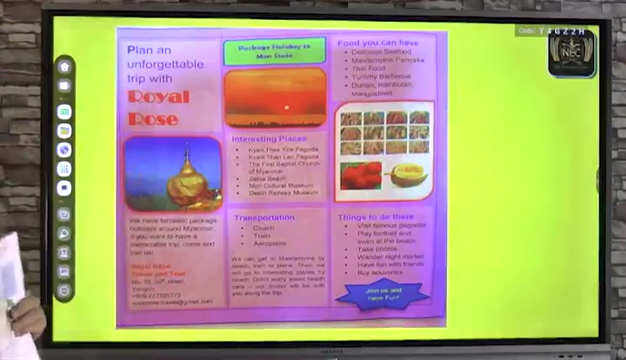 Code: Y4GZ2H
Plan an
unforgettable
trip with
Royal
Rose
We have fantastic package
holidays around Myanmar.
If you want to have a
memorable trip, come and
call us!
Royal Rose
Travel and Tour
Yangon
Package Holiday to
Mon State
Interesting Places
Kyaik Htee Yoe Pagoda
Kyaik Than Lan Pagoda
The First Baptist Church
of Myanmar
Setse Beach
Mon Cultural Museum
Death Railway Museum
Transportation
Coach
Train
Aeroplane
We can get to Mawlamyine by
beach, train or plane. Then, we
will go to interesting places by
coach. Don't worry about health
care – our doctor will be with
you along the trip.
Food you can have
Delicious Seafood
Mawlamyine Pancake
Thai Food
Yummy Barbecue
Durian, Rambutan,
Mangosteen
Things to do there
Visit famous pagodas
Play football and
swim at the beach
Take photos
Wander night market
Have fun with friends
Buy souvenirs
Join us and
have Fun!